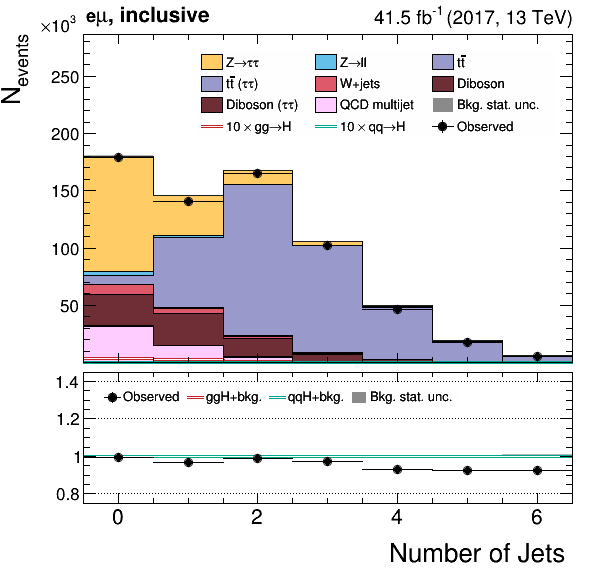 ×10³ eμ, inclusive 41.5 fb⁻¹ (2017, 13 TeV)
N_events
Z→ττ Z→ll tt̄
tt̄ (ττ) W+jets Diboson
Diboson (ττ) QCD multijet Bkg. stat. unc.
10 × gg→H 10 × qq→H Observed
250
200
150
100
50
1.4
1.2
1
0.8
Observed ggH+bkg. qqH+bkg. Bkg. stat. unc.
0 2 4 6
Number of Jets